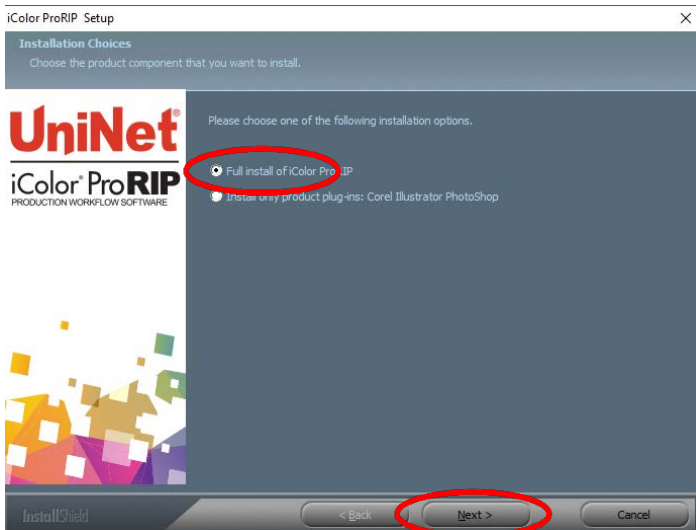 iColor ProRIP Setup
Installation Choices
Choose the product component that you want to install.
UniNet®
iColor® ProRIP
PRODUCTION WORKFLOW SOFTWARE
Please choose one of the following installation options.
Full install of iColor ProRIP
Install only product plug-ins: Corel Illustrator PhotoShop
InstallShield
< Back
Next >
Cancel